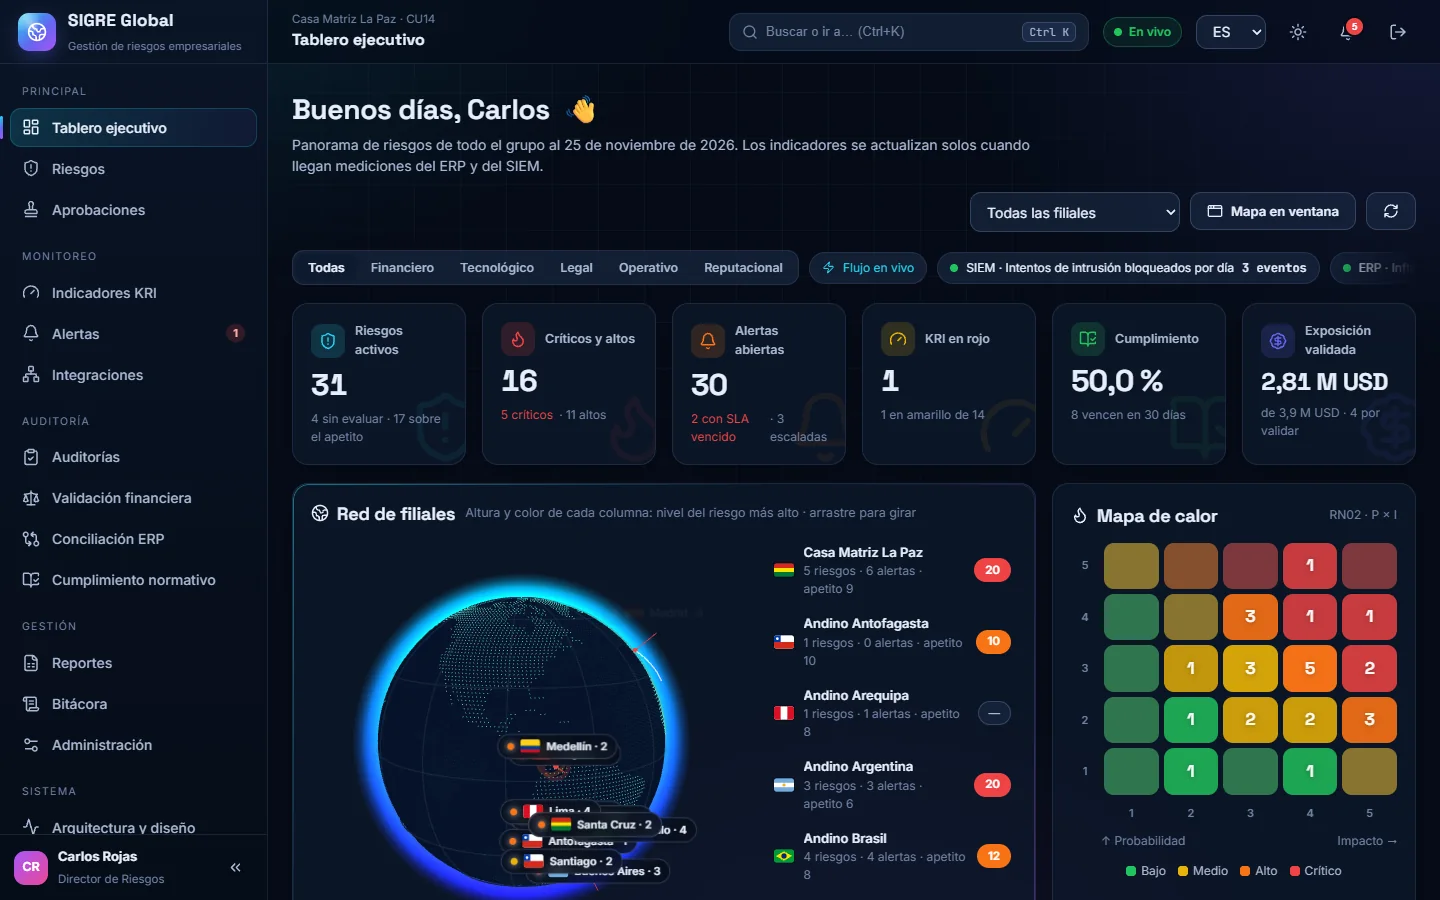 SIGRE Global
Gestión de riesgos empresariales
Casa Matriz La Paz · CU14
Tablero ejecutivo
Buscar o ir a... (Ctrl+K)
Ctrl K
En vivo
ES
5
PRINCIPAL
Tablero ejecutivo
Riesgos
Aprobaciones
MONITOREO
Indicadores KRI
Alertas
1
Integraciones
AUDITORÍA
Auditorías
Validación financiera
Conciliación ERP
Cumplimiento normativo
GESTIÓN
Reportes
Bitácora
Administración
SISTEMA
Arquitectura y diseño
CR
Carlos Rojas
Director de Riesgos
Buenos días, Carlos
Panorama de riesgos de todo el grupo al 25 de noviembre de 2026. Los indicadores se actualizan solos cuando
llegan mediciones del ERP y del SIEM.
Todas las filiales
Mapa en ventana
Todas
Financiero
Tecnológico
Legal
Operativo
Reputacional
Flujo en vivo
SIEM · Intentos de intrusión bloqueados por día 3 eventos
ERP ·
Riesgos
activos
31
4 sin evaluar · 17 sobre
el apetito
Críticos y altos
16
5 críticos · 11 altos
Alertas
abiertas
30
2 con SLA
vencido
· 3
escaladas
KRI en rojo
1
1 en amarillo de 14
Cumplimiento
50,0 %
8 vencen en 30 días
Exposición
validada
2,81 M USD
de 3,9 M USD · 4 por
validar
Red de filiales
Altura y color de cada columna: nivel del riesgo más alto · arrastre para girar
Medellín · 2
Lima · 4
Santa Cruz · 2
lo · 4
Antofagasta
Santiago · 2
Buenos Aires · 3
Casa Matriz La Paz
5 riesgos · 6 alertas ·
apetito 9
20
Andino Antofagasta
1 riesgos · 0 alertas · apetito
10
10
Andino Arequipa
1 riesgos · 1 alertas · apetito
8
—
Andino Argentina
3 riesgos · 3 alertas ·
apetito 6
20
Andino Brasil
4 riesgos · 4 alertas · apetito
8
12
Mapa de calor
RN02 · P × I
5
1
4
3
1
1
3
1
3
5
2
2
1
2
2
3
1
1
1
1
2
3
4
5
↑ Probabilidad
Impacto →
Bajo
Medio
Alto
Crítico